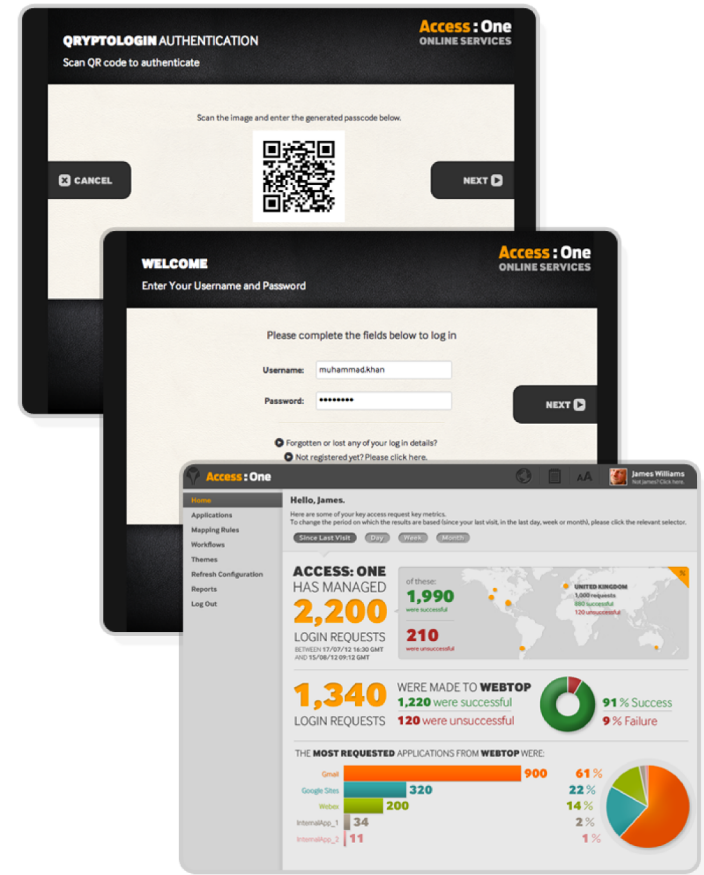 QRYPTOLOGIN AUTHENTICATION
Scan QR code to authenticate
Access:One
ONLINE SERVICES
Scan the image and enter the generated passcode below.
CANCEL
NEXT
WELCOME
Enter Your Username and Password
Access:One
ONLINE SERVICES
Please complete the fields below to log in
Username: muhammad.khan
Password: ••••••••
NEXT
Forgotten or lost any of your log in details?
Not registered yet? Please click here.
Access:One
AA
James Williams
Not James? Click here
Home
Applications
Mapping Rules
Workflows
Themes
Refresh Configuration
Reports
Log Out
Hello, James.
Here are some of your key access request key metrics.
To change the period on which the results are based (since your last visit, in the last day, week or month), please click the relevant selector.
Since Last Visit Day Week Month
ACCESS: ONE
HAS MANAGED
2,200
LOGIN REQUESTS
BETWEEN 17/07/12 16:30 GMT
AND 15/08/12 09:12 GMT
of these:
1,990
were successful
210
were unsuccessful
%
UNITED KINGDOM
1,000 requests
880 successful
120 unsuccessful
1,340
LOGIN REQUESTS
WERE MADE TO WEBTOP
1,220 were successful
120 were unsuccessful
91% Success
9% Failure
THE MOST REQUESTED APPLICATIONS FROM WEBTOP WERE:
Gmail 900 61%
Google Sites 320 22%
Webex 200 14%
InternalApp_1 34 2%
InternalApp_2 11 1%